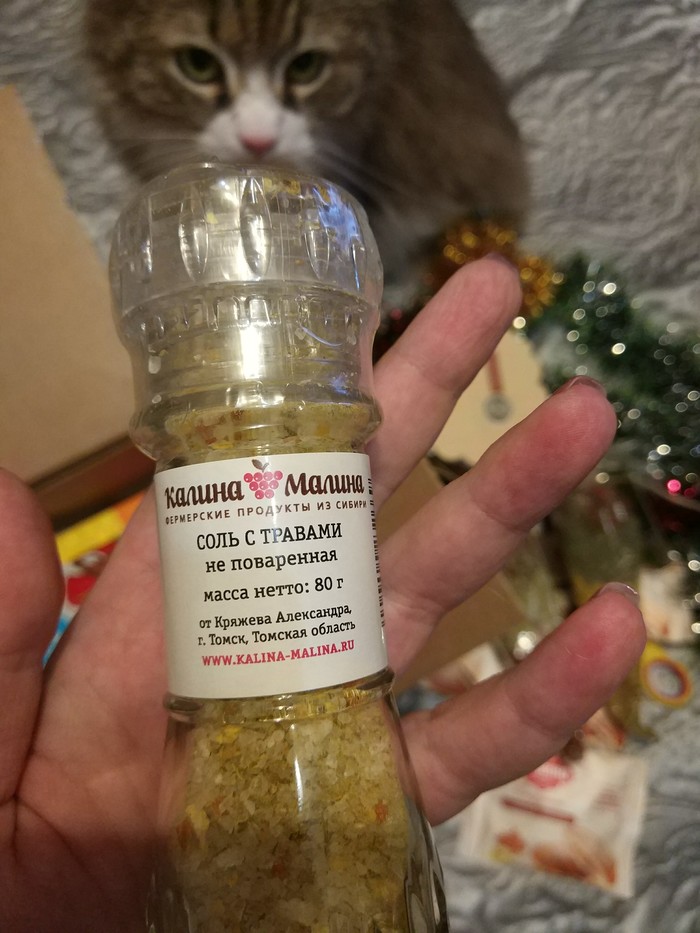 Калина Малина
ФЕРМЕРСКИЕ ПРОДУКТЫ ИЗ СИБИРИ
СОЛЬ С ТРАВАМИ
не поваренная
масса нетто: 80 г
от Кряжева Александра,
г. Томск, Томская область
WWW.KALINA-MALINA.RU